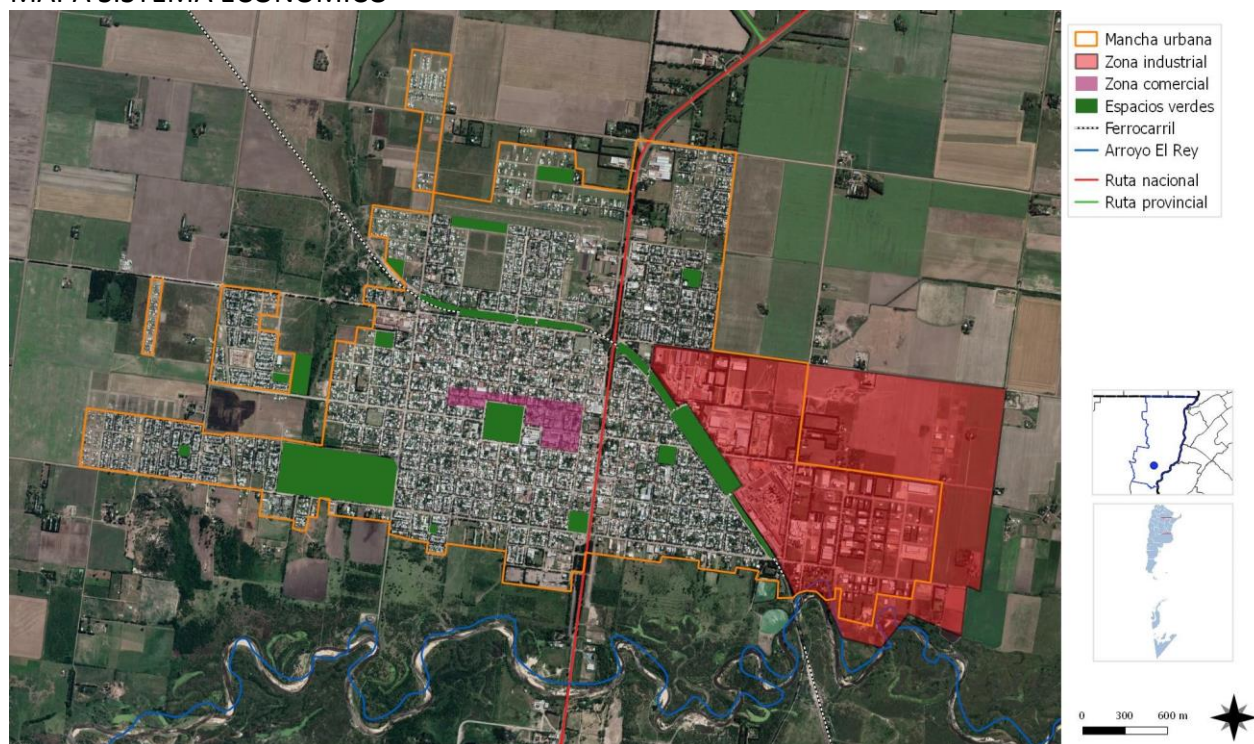 MAPA SISTEMA ECONOMICO
Mancha urbana
Zona industrial
Zona comercial
Espacios verdes
Ferrocarril
Arroyo El Rey
Ruta nacional
Ruta provincial
0 300 600 m